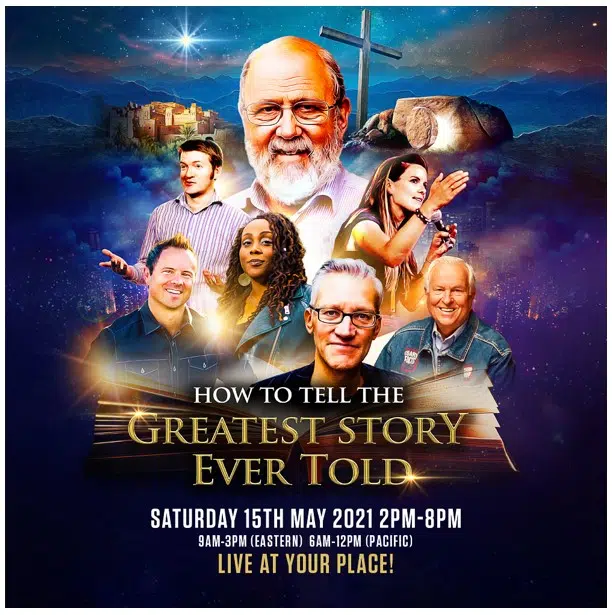 HOW TO TELL THE
GREATEST STORY
EVER TOLD
SATURDAY 15TH MAY 2021 2PM-8PM
9AM-3PM (EASTERN) 6AM-12PM (PACIFIC)
LIVE AT YOUR PLACE!